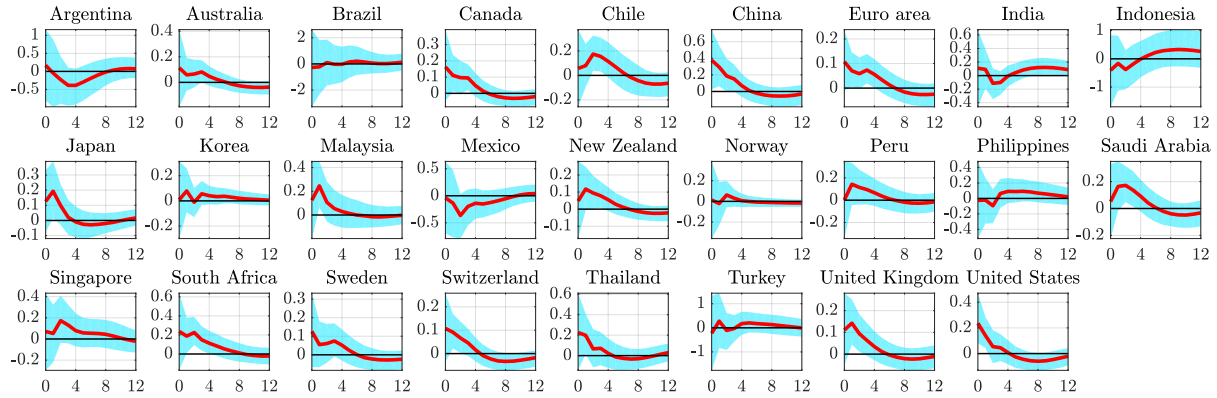 Argentina Australia Brazil Canada Chile China Euro area India Indonesia
1 0.5 0 -0.5
0.4 0.2 0
2 0 -2
0.3 0.2 0.1 0
0.2 0 -0.2
0.6 0.4 0.2 0
0.2 0.1 0
0.6 0.4 0.2 0 -0.2 -0.4
0 -1
0 4 8 12 0 4 8 12 0 4 8 12 0 4 8 12 0 4 8 12 0 4 8 12 0 4 8 12 0 4 8 12 0 4 8 12
Japan Korea Malaysia Mexico New Zealand Norway Peru Philippines Saudi Arabia
0.3 0.2 0.1 0 -0.1
0.2 0 -0.2
0.4 0.2 0
0 -0.5
0.2 0.1 0 -0.1
0.2 0 -0.2
0.2 0 -0.2
0.4 0.2 0 -0.2 -0.4
0.4 0.2 0 -0.2
0 4 8 12 0 4 8 12 0 4 8 12 0 4 8 12 0 4 8 12 0 4 8 12 0 4 8 12 0 4 8 12 0 4 8 12
Singapore South Africa Sweden Switzerland Thailand Turkey United Kingdom United States
0.4 0.2 0 -0.2
0.6 0.4 0.2 0
0.3 0.2 0.1 0
0.2 0.1 0
0.6 0.4 0.2 0
1 0 -1
0.2 0.1 0
0.4 0.2 0
0 4 8 12 0 4 8 12 0 4 8 12 0 4 8 12 0 4 8 12 0 4 8 12 0 4 8 12 0 4 8 12